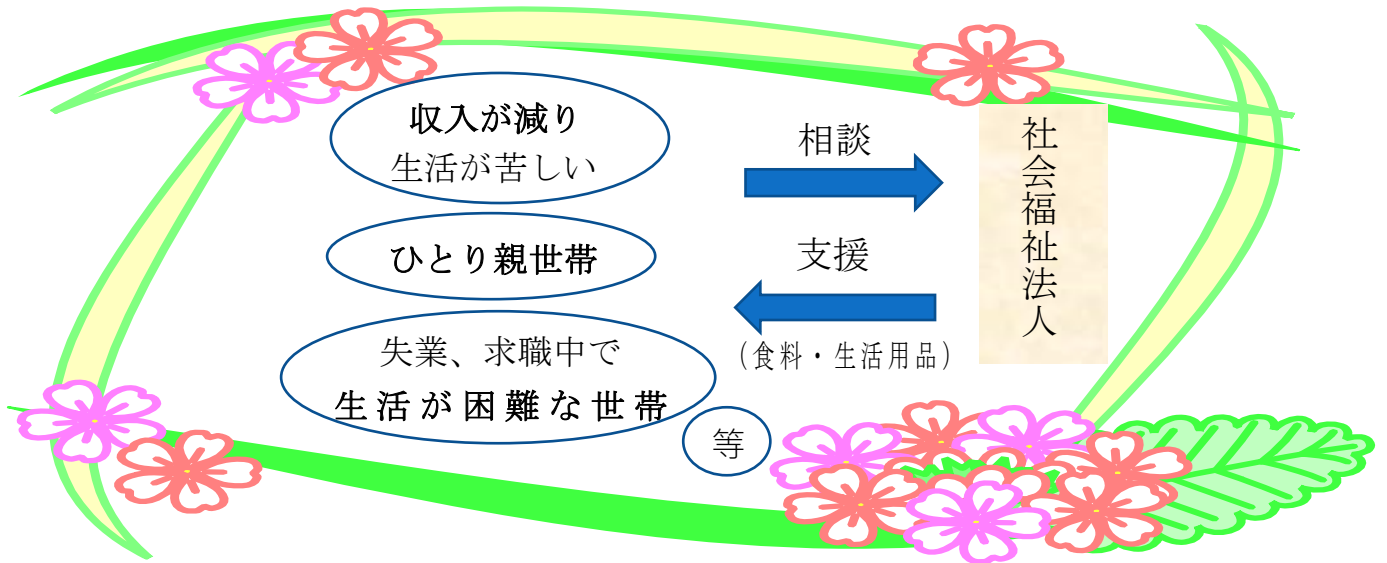 収入が減り
生活が苦しい
ひとり親世帯
失業、求職中で
生活が困難な世帯
等
相談
支援
(食料・生活用品)
社会福祉法人